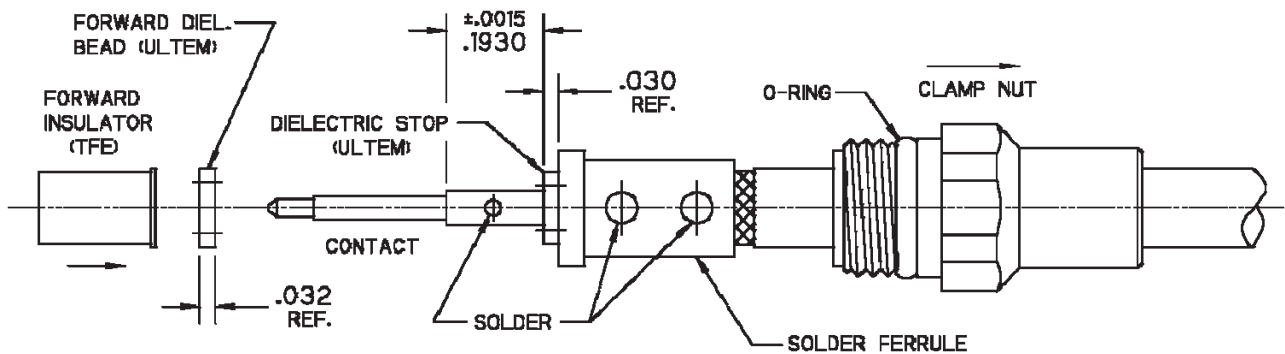 FORWARD DIEL.
BEAD (ULTEM)
±.0015
.1930
.030
REF.
O-RING
CLAMP NUT
FORWARD
INSULATOR
(TFE)
DIELECTRIC STOP
(ULTEM)
CONTACT
.032
REF.
SOLDER
SOLDER FERRULE